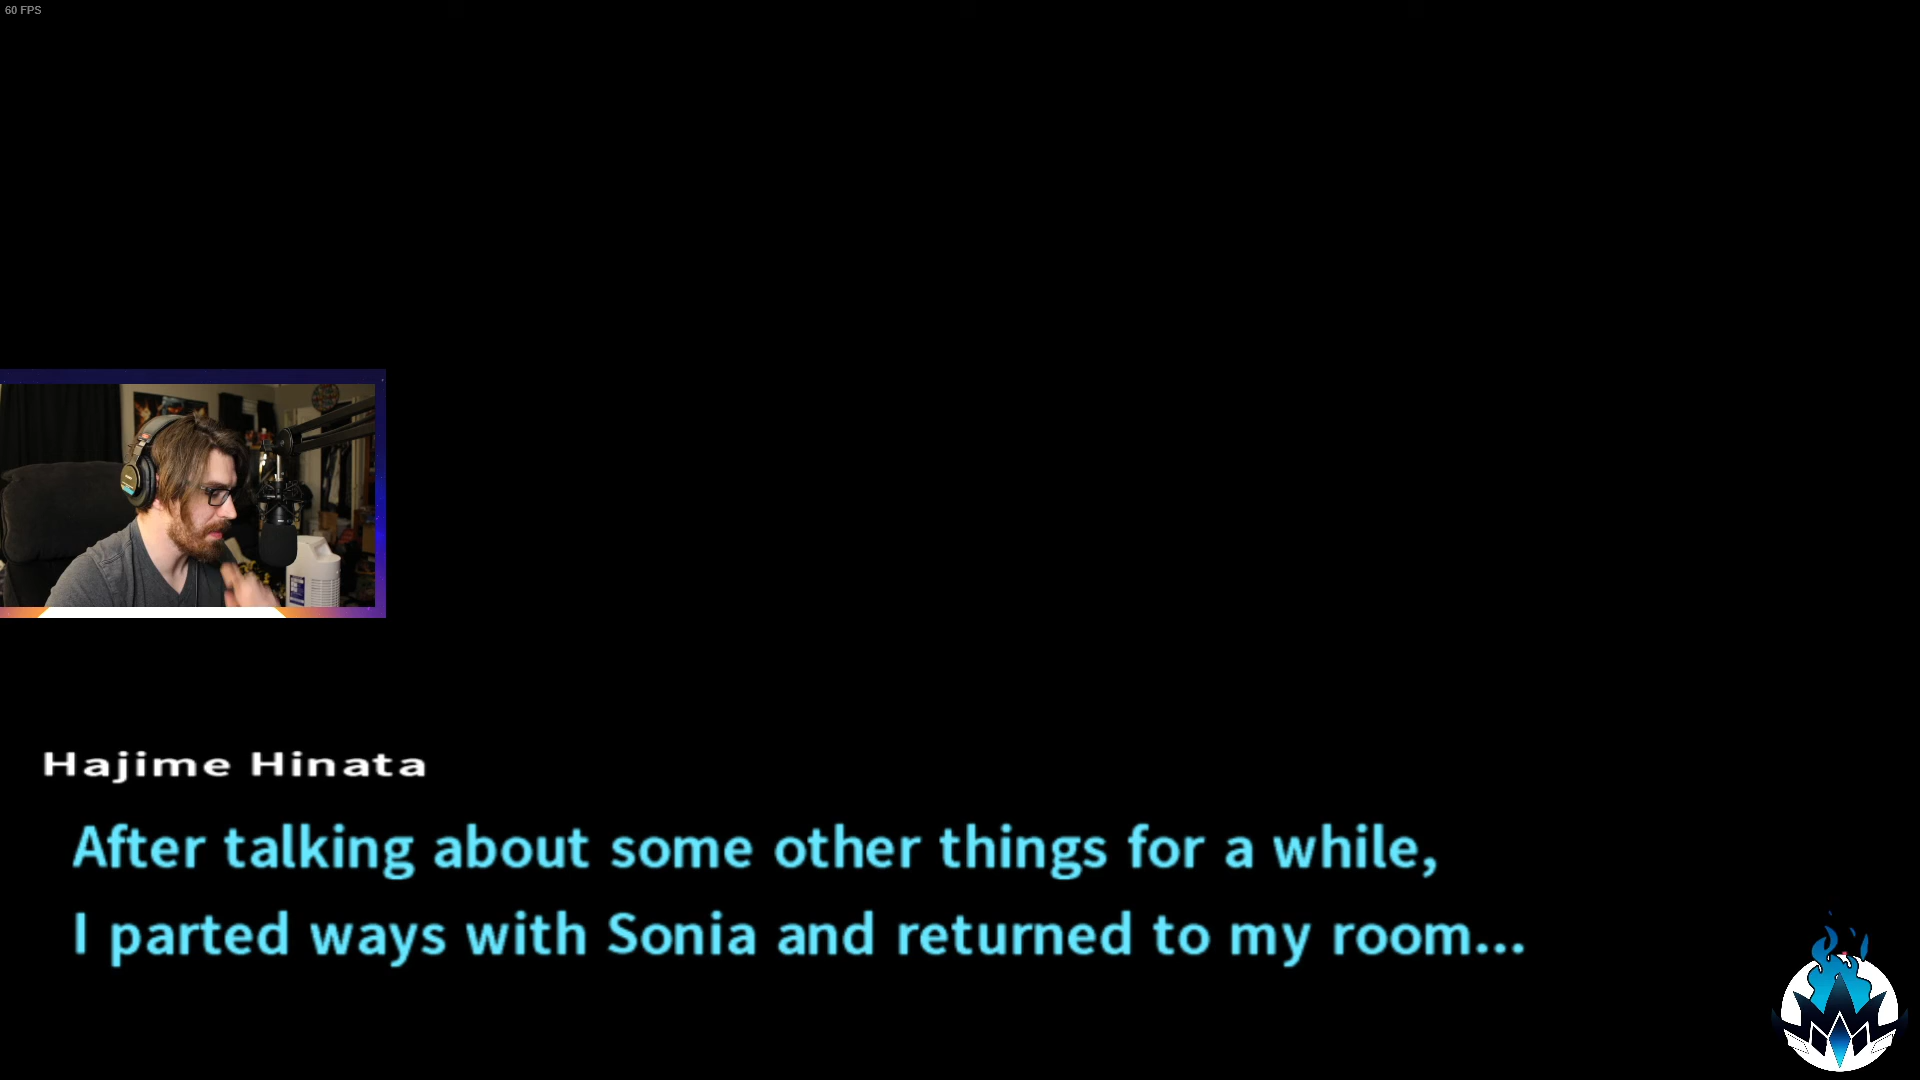 60 FPS
Hajime Hinata
After talking about some other things for a while,
I parted ways with Sonia and returned to my room...